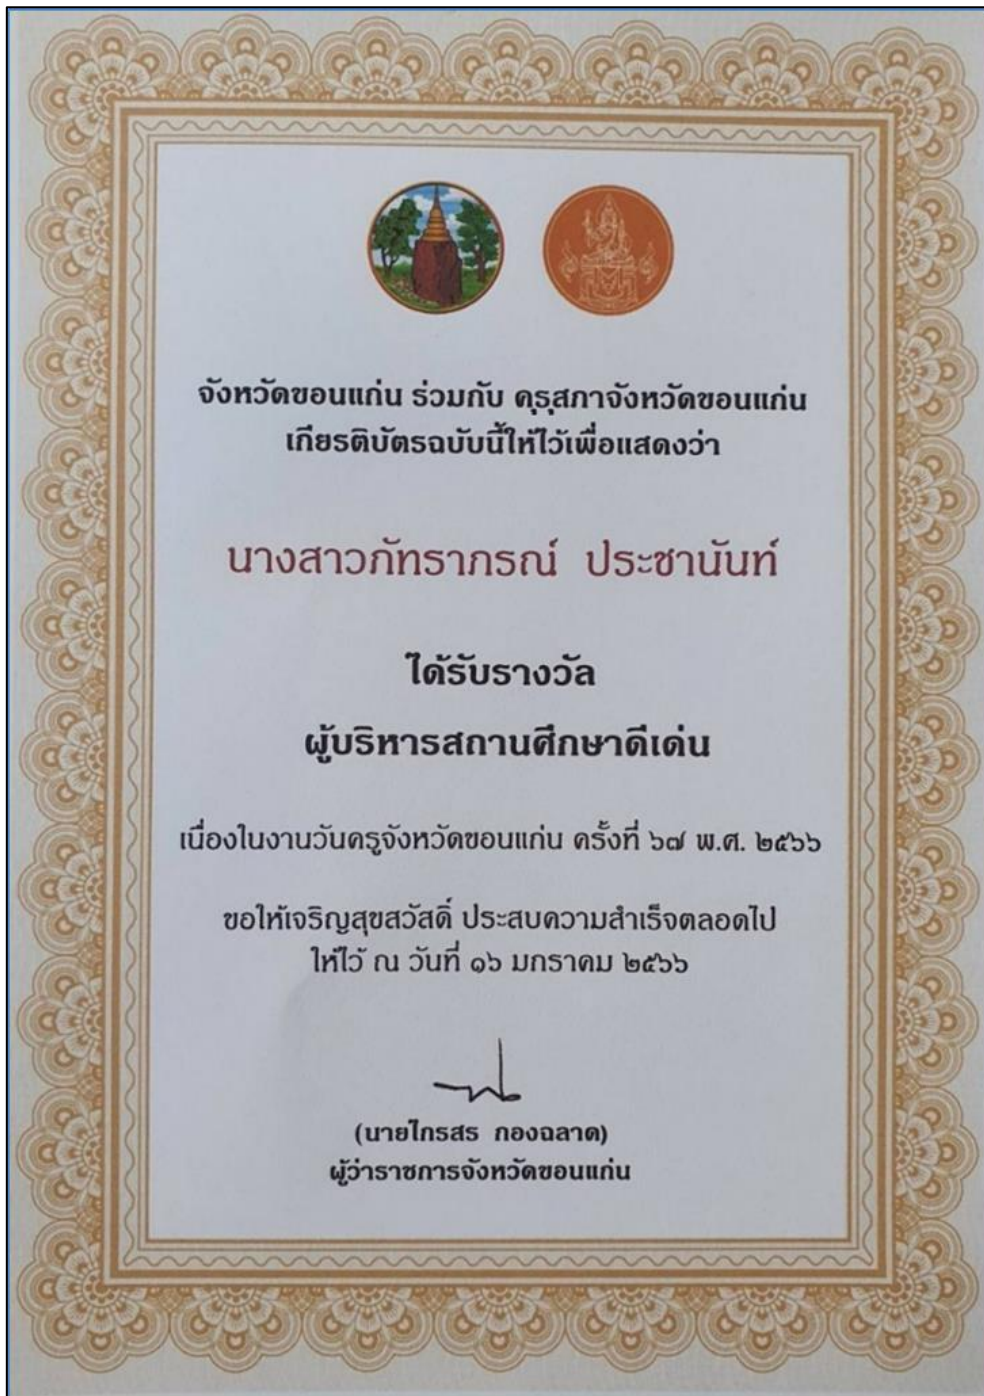 จังหวัดขอนแก่น ร่วมกับ คุรุสภาจังหวัดขอนแก่น
เกียรติบัตรฉบับนี้ให้ไว้เพื่อแสดงว่า
นางสาวภัทราภรณ์ ประชานันท์
ได้รับรางวัล
ผู้บริหารสถานศึกษาดีเด่น
เนื่องในงานวันครูจังหวัดขอนแก่น ครั้งที่ ๖๗ พ.ศ. ๒๕๖๖
ขอให้เจริญสุขสวัสดิ์ ประสบความสำเร็จตลอดไป
ให้ไว้ ณ วันที่ ๑๖ มกราคม ๒๕๖๖
(นายไกรสร กองฉลาด)
ผู้ว่าราชการจังหวัดขอนแก่น